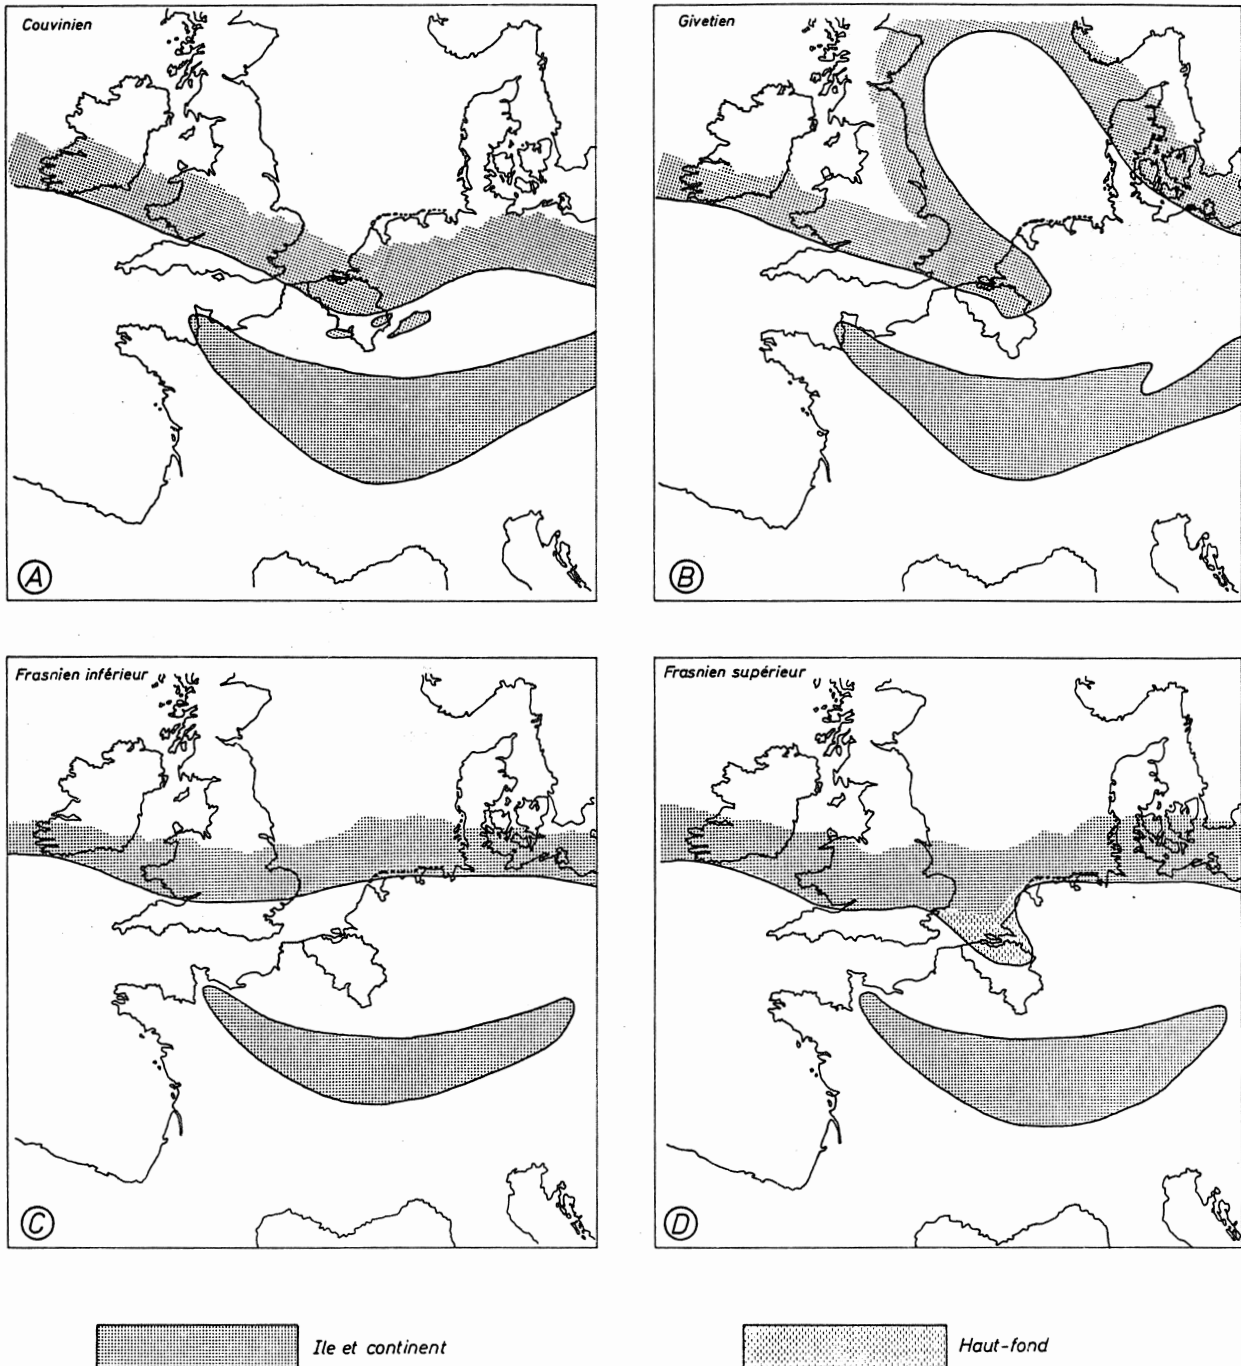 Couvinien
A
Givetien
B
Frasnien inférieur
C
Frasnien supérieur
D
Ile et continent
Haut-fond